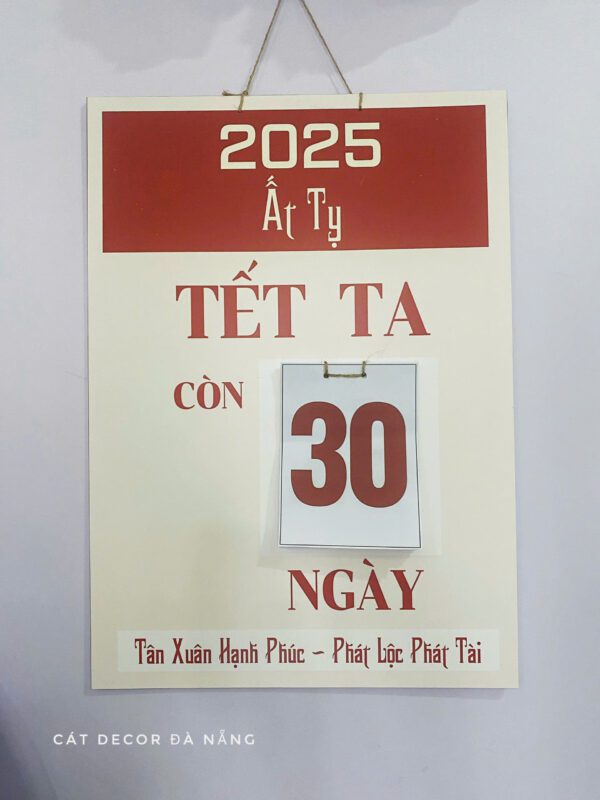 2025
Ất Tỵ
TẾT TA
CÒN
30
NGÀY
Tân Xuân Hạnh Phúc ~ Phát Lộc Phát Tài
CÁT DECOR ĐÀ NẴNG